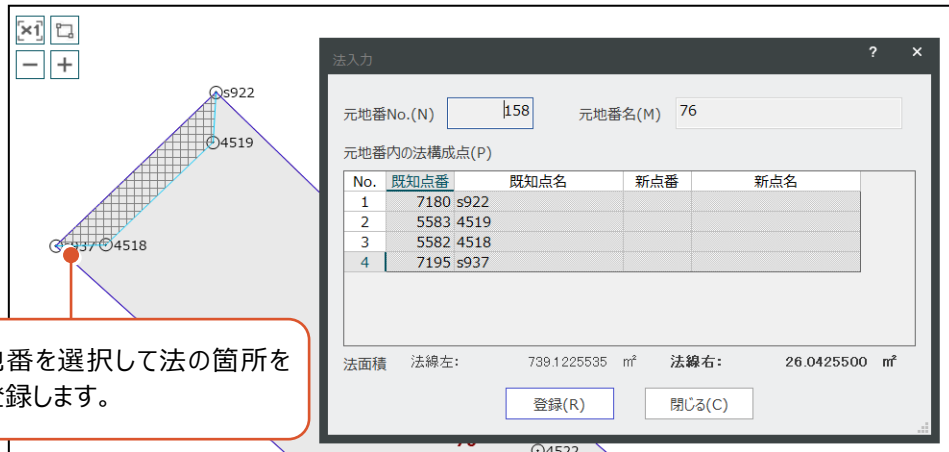 ×1
s922
4519
s937 4518
法入力 ? ×
元地番No.(N) 158 元地番名(M) 76
元地番内の法構成点(P)
No. 既知点番 既知点名 新点番 新点名
1 7180 s922
2 5583 4519
3 5582 4518
4 7195 s937
法面積 法線左: 739.1225535 ㎡ 法線右: 26.0425500 ㎡
登録(R) 閉じる(C)
番を選択して法の箇所を
録します。
4522